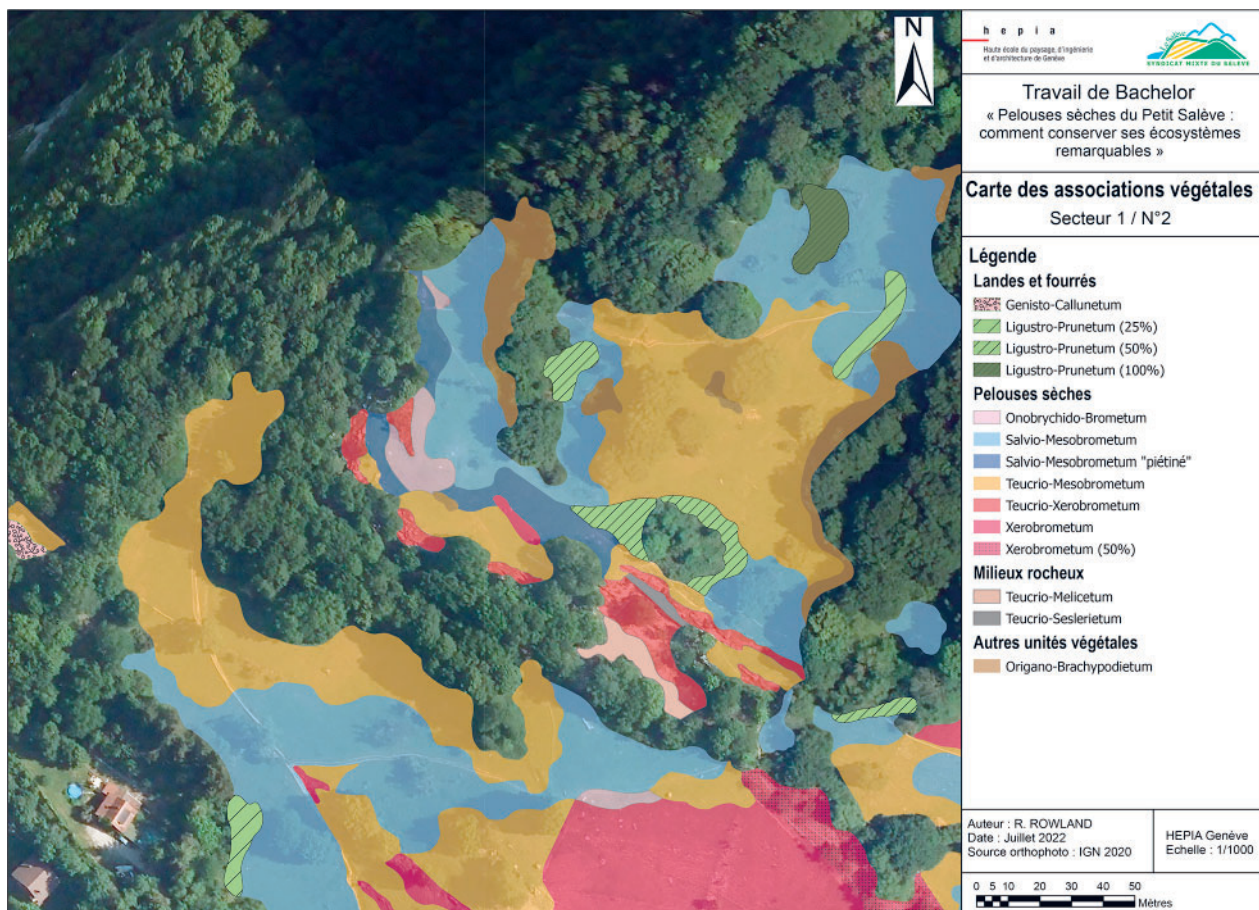 N
h e p i a
Haute école du paysage, d'ingénierie
et d'architecture de Genève
Le Salève
SYNDICAT MIXTE DU SALÈVE
Travail de Bachelor
« Pelouses sèches du Petit Salève :
comment conserver ses écosystèmes
remarquables »
Carte des associations végétales
Secteur 1 / N°2
Légende
Landes et fourrés
Genisto-Callunetum
Ligustro-Prunetum (25%)
Ligustro-Prunetum (50%)
Ligustro-Prunetum (100%)
Pelouses sèches
Onobrychido-Brometum
Salvio-Mesobrometum
Salvio-Mesobrometum "piétiné"
Teucrio-Mesobrometum
Teucrio-Xerobrometum
Xerobrometum
Xerobrometum (50%)
Milieux rocheux
Teucrio-Melicetum
Teucrio-Seslerietum
Autres unités végétales
Origano-Brachypodietum
Auteur : R. ROWLAND
Date : Juillet 2022
Source orthophoto : IGN 2020
HEPIA Genève
Echelle : 1/1000
0 5 10 20 30 40 50
Mètres